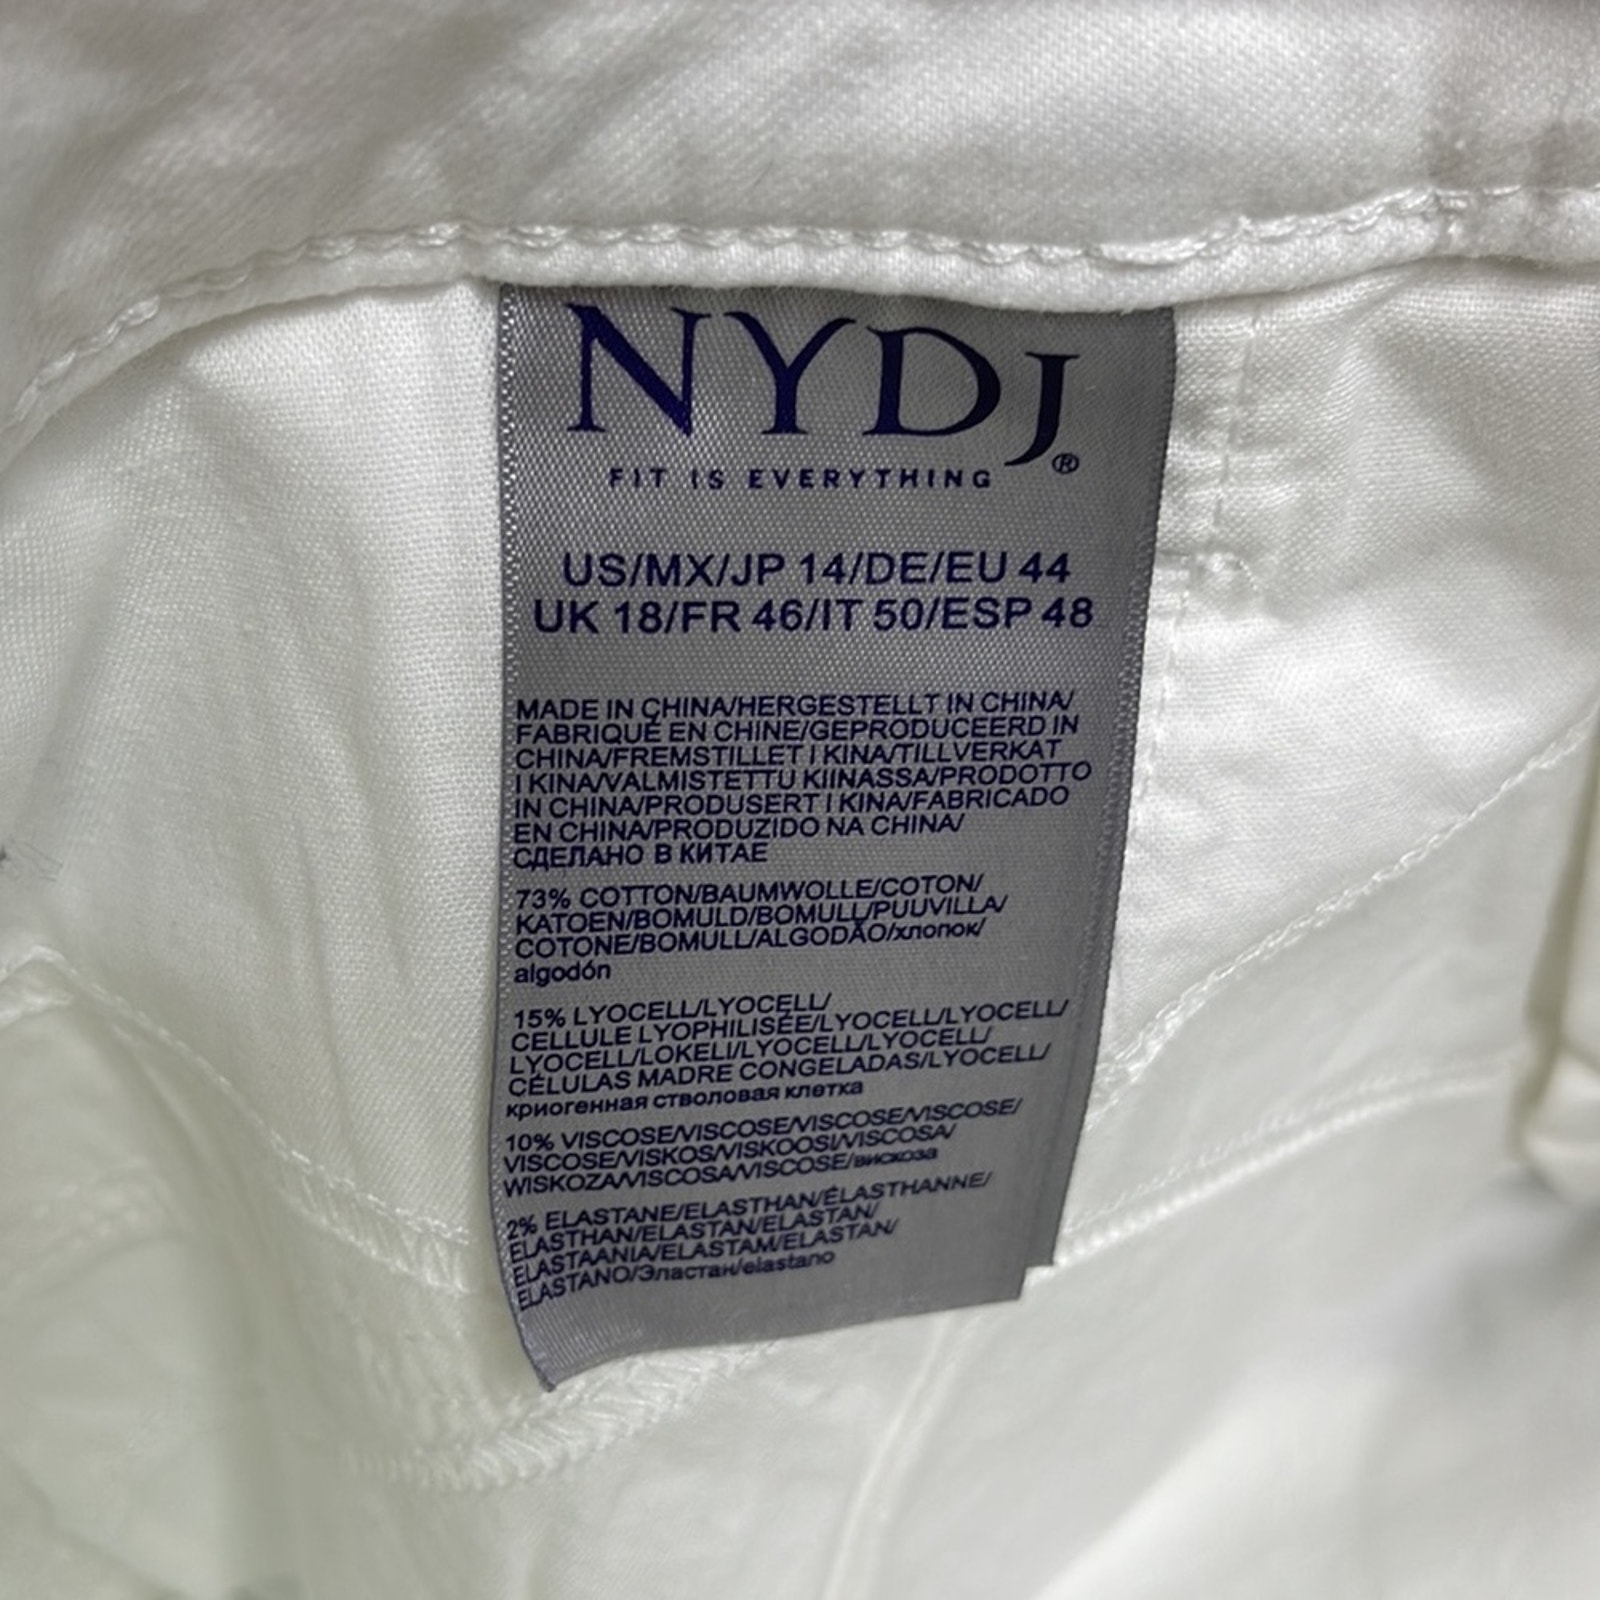 NYDJ®
FIT IS EVERYTHING
US/MX/JP 14/DE/EU 44
UK 18/FR 46/IT 50/ESP 48
MADE IN CHINA/HERGESTELLT IN CHINA/
FABRIQUÉ EN CHINE/GEPRODUCEERD IN
CHINA/FREMSTILLET I KINA/TILLVERKAT
I KINA/VALMISTETTU KIINASSA/PRODOTTO
IN CHINA/PRODUSERT I KINA/FABRICADO
EN CHINA/PRODUZIDO NA CHINA/
СДЕЛАНО В КИТАЕ
73% COTTON/BAUMWOLLE/COTON/
KATOEN/BOMULD/BOMULL/PUUVILLA/
COTONE/BOMULL/ALGODÃO/хлопок/
algodón
15% LYOCELL/LYOCELL/
CELLULE LYOPHILISÉE/LYOCELL/LYOCELL/
LYOCELL/LOKELI/LYOCELL/LYOCELL/
CÉLULAS MADRE CONGELADAS/LYOCELL/
криогенная стволовая клетка
10% VISCOSE/VISCOSE/VISCOSE/VISCOSE/
VISCOSE/VISKOS/VISKOOSI/VISCOSA/
WISKOZA/VISCOSA/VISCOSE/вискоза
2% ELASTANE/ELASTHAN/ÉLASTHANNE/
ELASTHAN/ELASTAN/ELASTAN/
ELASTAANIA/ELASTAM/ELASTAN/
ELASTANO/Эластан/elastano